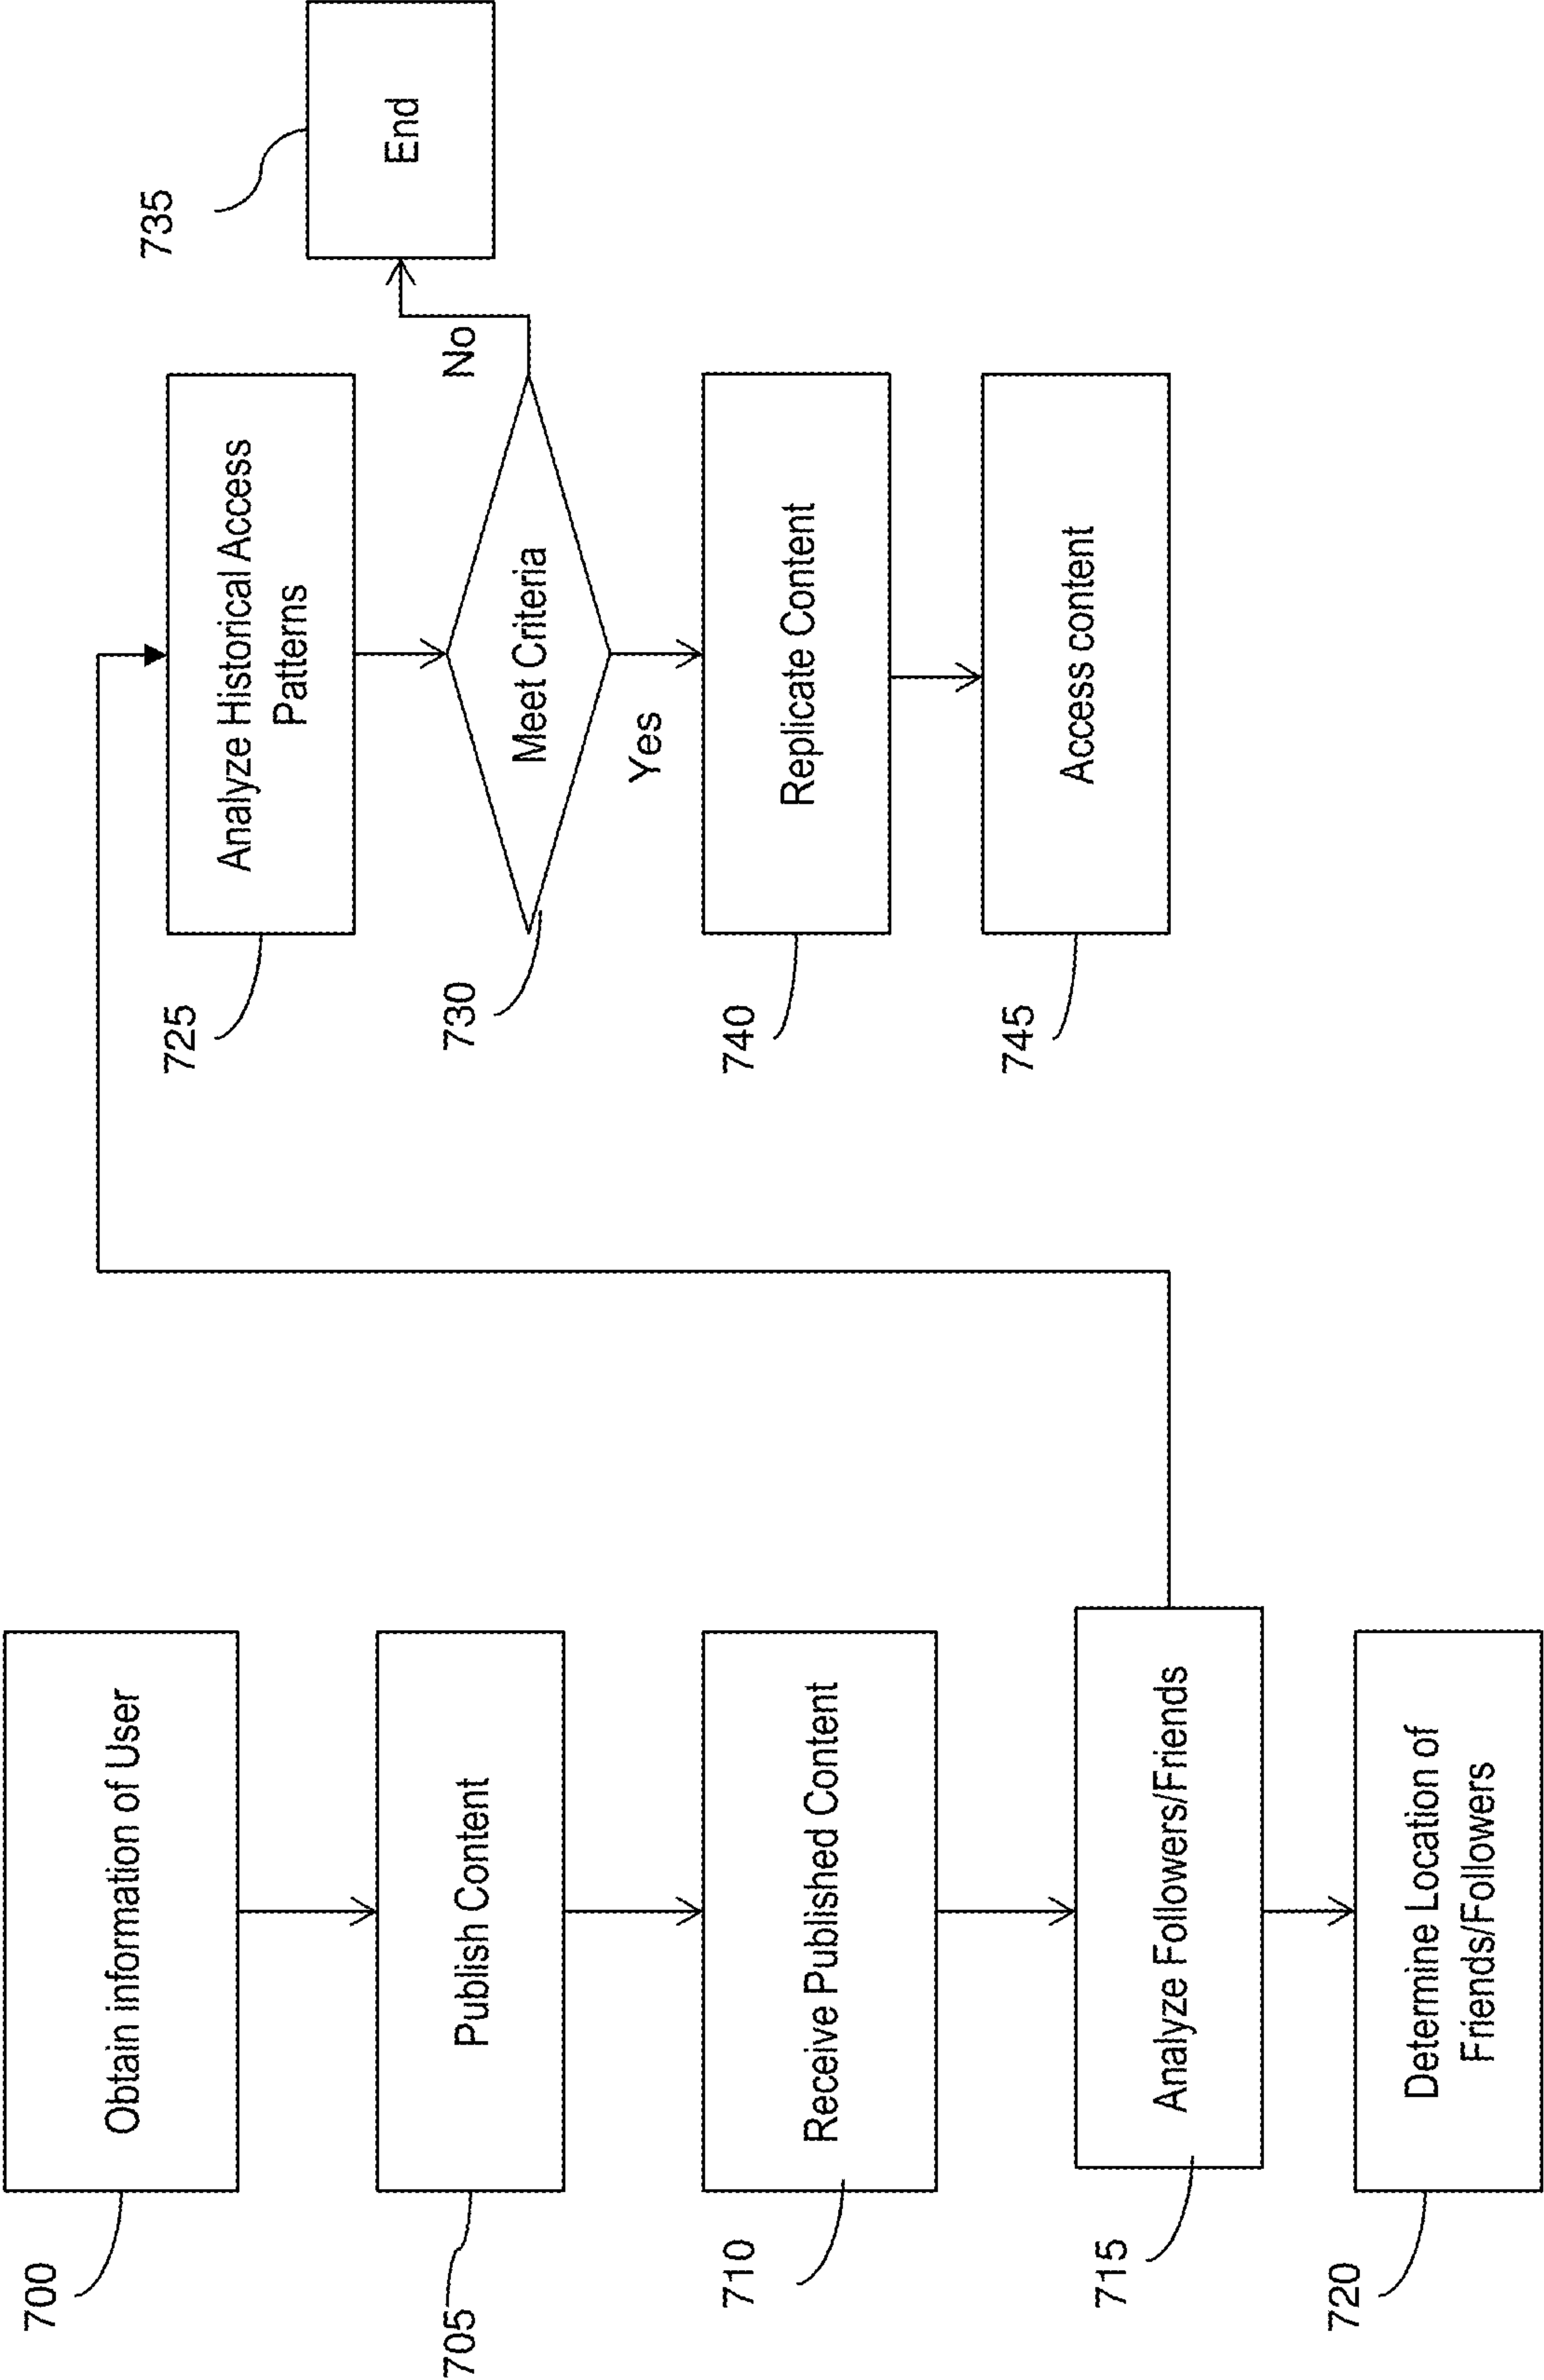 700
Obtain information of User
705
Publish Content
710
Receive Published Content
715
Analyze Followers/Friends
720
Determine Location of
Friends/Followers
725
Analyze Historical Access
Patterns
730
Meet Criteria
No
735
End
Yes
740
Replicate Content
745
Access content